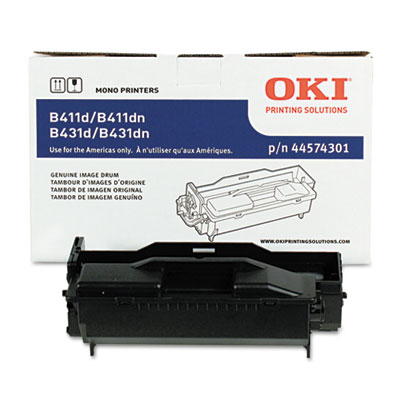 MONO PRINTERS
B411d/B411dn
B431d/B431dn
Use for the Americas only. À n'utiliser qu'aux Amériques.
OKI
PRINTING SOLUTIONS
p/n 44574301
GENUINE IMAGE DRUM
TAMBOUR D'IMAGES D'ORIGINE
TAMBOR DE IMAGEN ORIGINAL
TAMBOR DE IMAGEM GENUÍNO
WWW.OKIPRINTINGSOLUTIONS.COM